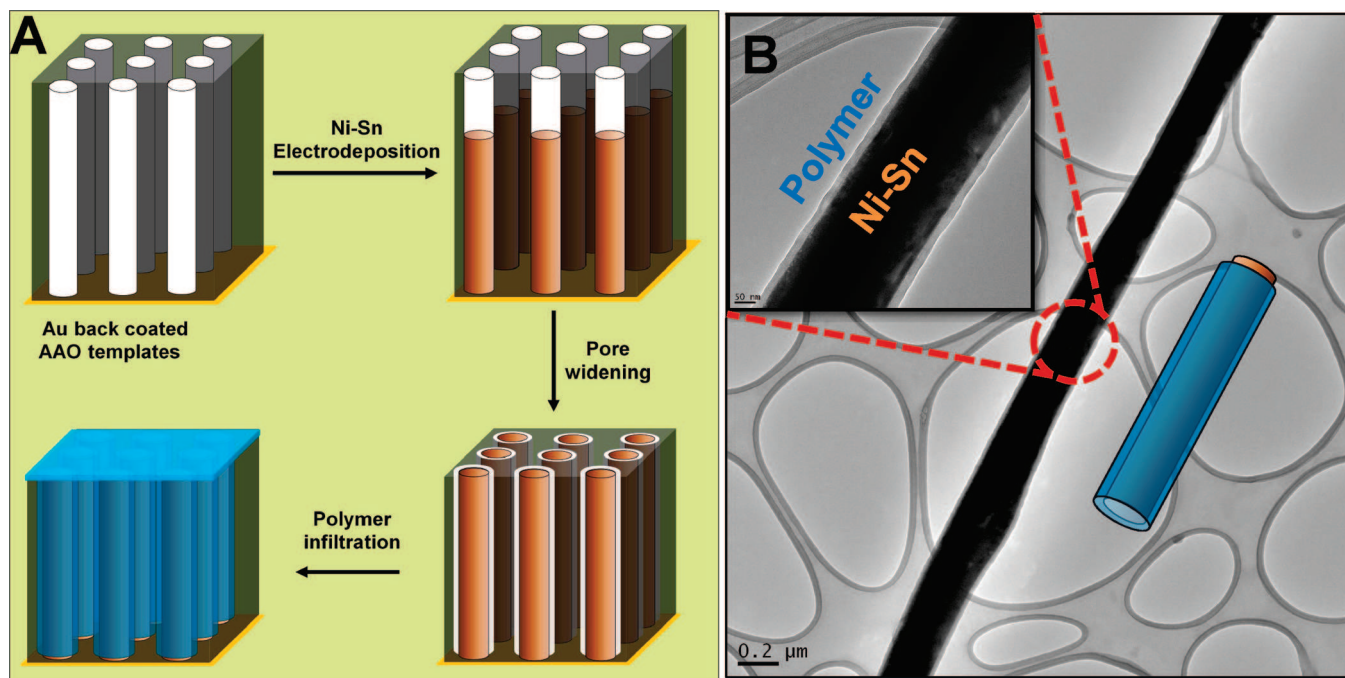 A
Ni-Sn
Electrodeposition
Au back coated
AAO templates
Pore
widening
Polymer
infiltration
B
Polymer
Ni-Sn
50 nm
0.2 µm